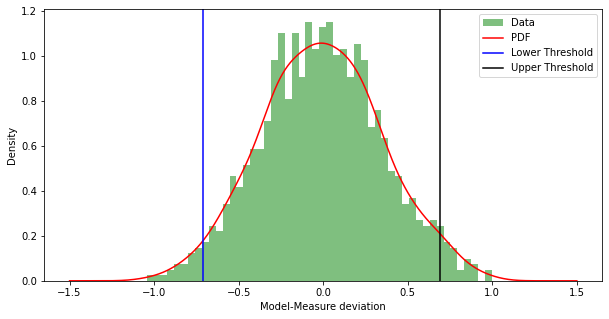 1.2
1.0
0.8
0.6
0.4
0.2
0.0
Density
−1.5 −1.0 −0.5 0.0 0.5 1.0 1.5
Model-Measure deviation
Data
PDF
Lower Threshold
Upper Threshold